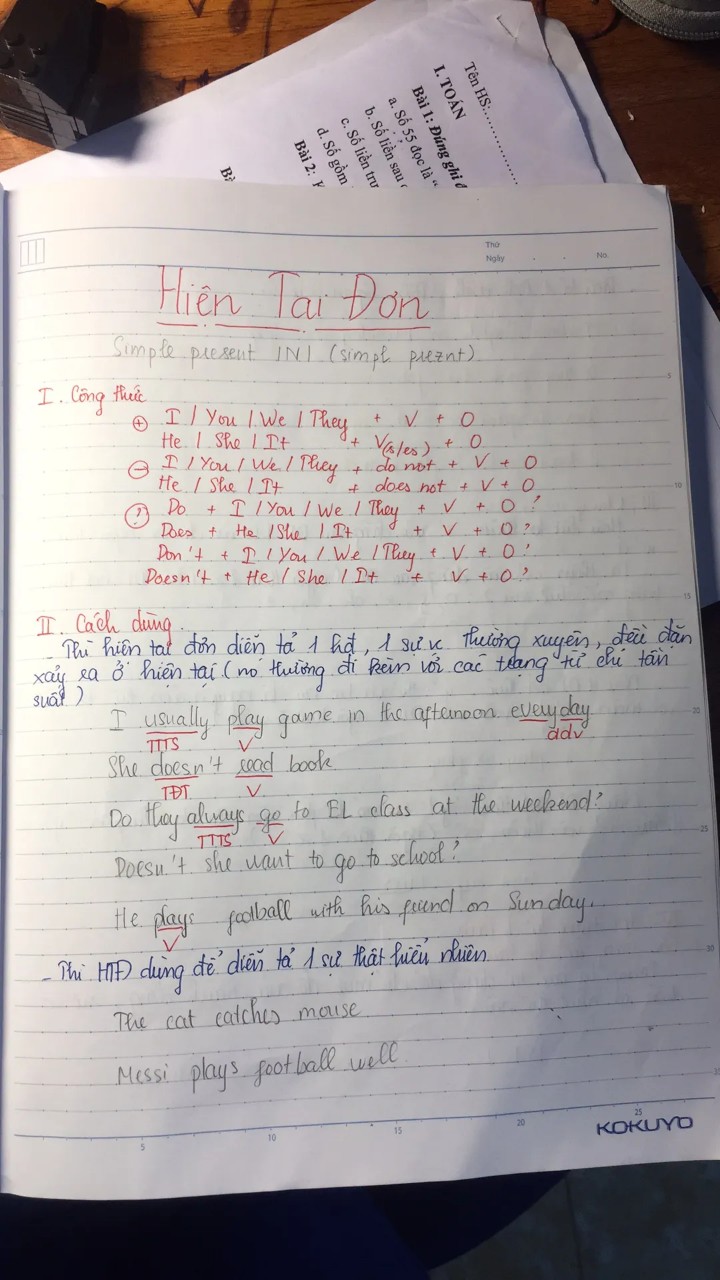 Tên HS:....................
I. TOÁN
Bài 1: Đúng ghi đ
a. Số 55 đọc là "
b. Số liền sau
c. Số liền trư
d. Số gồm
Bài 2:
Bà
Thứ
Ngày . . No.
Hiện Tại Đơn
Simple present |N| (simpl preznt)
I. Công thức
+ I / You / We / They + V + O
He / She / It + V(s/es) + O
- I / You / We / They + do not + V + O
He / She / It + does not + V + O
? Do + I / You / We / They + V + O?
Does + He / She / It + V + O?
Don't + I / You / We / They + V + O?
Doesn't + He / She / It + V + O?
II. Cách dùng
- Thì hiện tại đơn diễn tả 1 hđ, 1 sự v thường xuyên, đều đặn
xảy ra ở hiện tại (nó thường đi kèm với các trạng từ chỉ tần
suất)
I usually play game in the afternoon everyday
TTTS V adv
She doesn't read book
TĐT V
Do they always go to EL class at the weekend?
TTTS V
Doesn't she want to go to school?
He plays football with his friend on Sunday.
V
- Thì HTĐ dùng để diễn tả 1 sự thật hiển nhiên
The cat catches mouse
Messi plays football well
5 10 15 20 25
KOKUYO